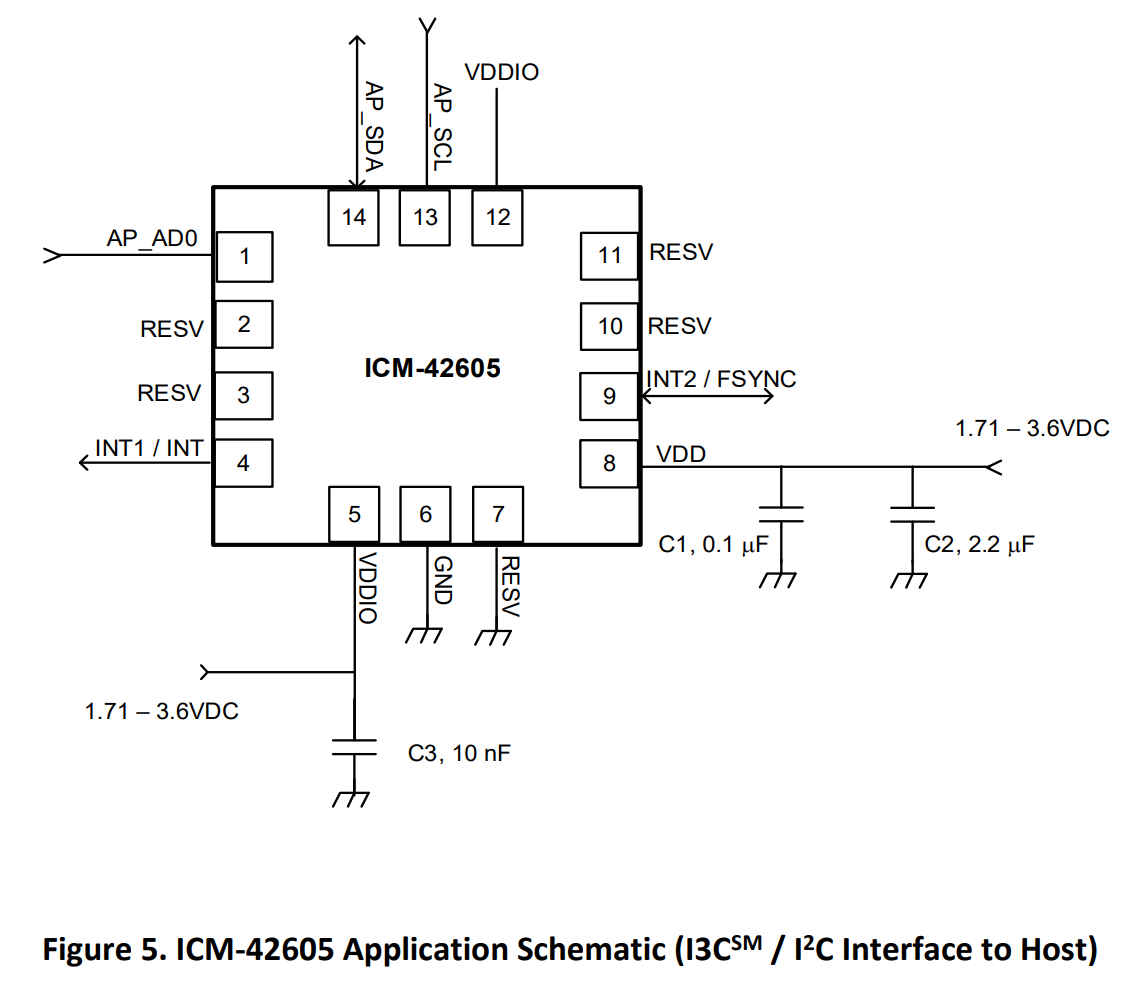 VDDIO
AP_SDA
AP_SCL
14
13
12
AP_AD0
1
11
RESV
RESV
2
10
RESV
ICM-42605
RESV
3
9
INT2 / FSYNC
INT1 / INT
4
8
VDD
1.71 – 3.6VDC
5
6
7
C1, 0.1 μF
C2, 2.2 μF
VDDIO
GND
RESV
1.71 – 3.6VDC
C3, 10 nF
Figure 5. ICM-42605 Application Schematic (I3Cˢᴹ / I²C Interface to Host)